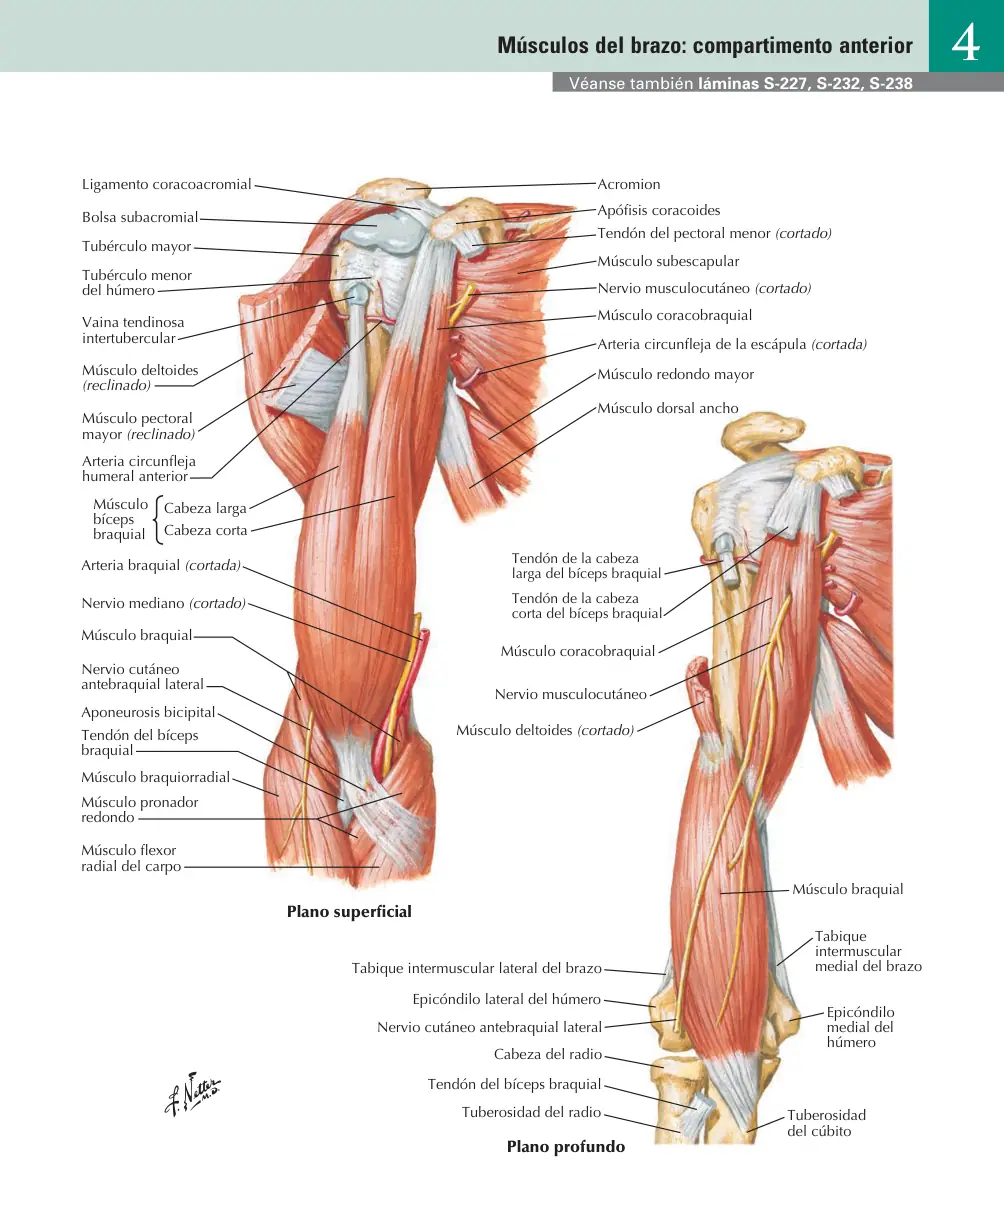 Músculos del brazo: compartimento anterior
4
Véanse también láminas S-227, S-232, S-238
Ligamento coracoacromial
Bolsa subacromial
Tubérculo mayor
Tubérculo menor
del húmero
Vaina tendinosa
intertubercular
Músculo deltoides
(reclinado)
Músculo pectoral
mayor (reclinado)
Arteria circunfleja
humeral anterior
Músculo
bíceps
braquial
Cabeza larga
Cabeza corta
Arteria braquial (cortada)
Nervio mediano (cortado)
Músculo braquial
Nervio cutáneo
antebraquial lateral
Aponeurosis bicipital
Tendón del bíceps
braquial
Músculo braquiorradial
Músculo pronador
redondo
Músculo flexor
radial del carpo
Acromion
Apófisis coracoides
Tendón del pectoral menor (cortado)
Músculo subescapular
Nervio musculocutáneo (cortado)
Músculo coracobraquial
Arteria circunfleja de la escápula (cortada)
Músculo redondo mayor
Músculo dorsal ancho
Plano superficial
Tendón de la cabeza
larga del bíceps braquial
Tendón de la cabeza
corta del bíceps braquial
Músculo coracobraquial
Nervio musculocutáneo
Músculo deltoides (cortado)
Músculo braquial
Tabique
intermuscular
medial del brazo
Tabique intermuscular lateral del brazo
Epicóndilo lateral del húmero
Nervio cutáneo antebraquial lateral
Epicóndilo
medial del
húmero
Cabeza del radio
Tendón del bíceps braquial
Tuberosidad del radio
Tuberosidad
del cúbito
Plano profundo
F. Netter
M.D.